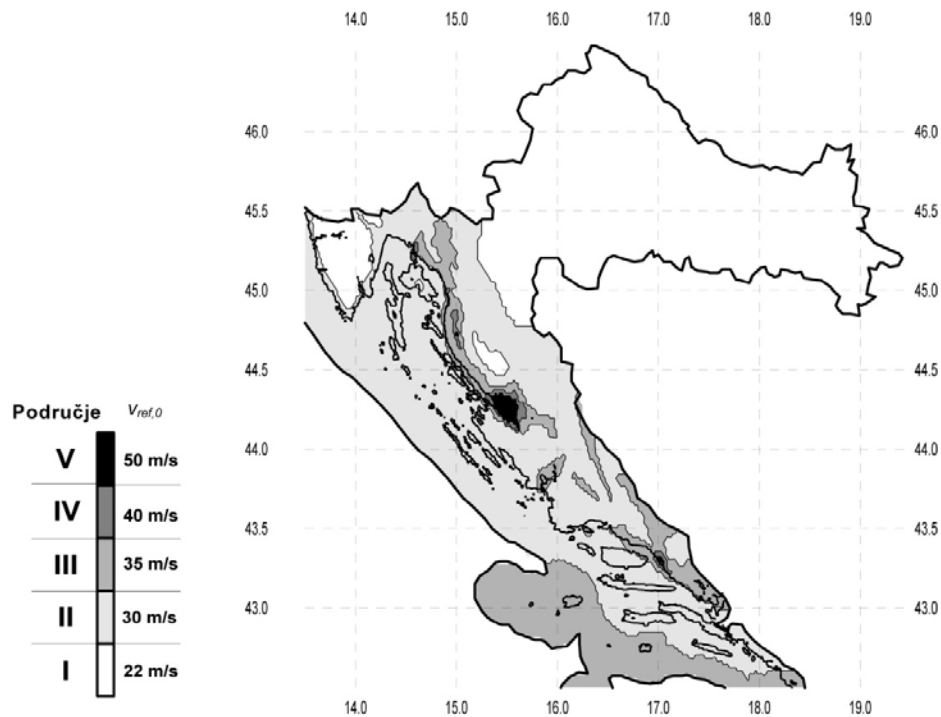 14.0 15.0 16.0 17.0 18.0 19.0
46.0 46.0
45.5 45.5
45.0 45.0
44.5 44.5
44.0 44.0
43.5 43.5
43.0 43.0
14.0 15.0 16.0 17.0 18.0 19.0
Područje Vref,0
V 50 m/s
IV 40 m/s
III 35 m/s
II 30 m/s
I 22 m/s